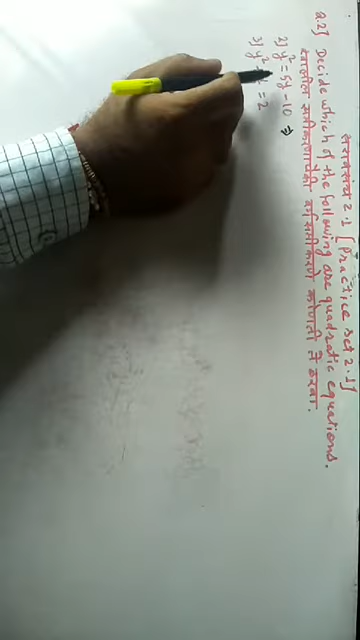 सरावसंच 2.1 [Practice set 2.1]
Q.2] Decide which of the following are quadratic equations.
खालील समीकरणांपैकी वर्गसमीकरणे कोणती ते ठरवा.
2) y² = 5y - 10 ⇒
3) y² = 2